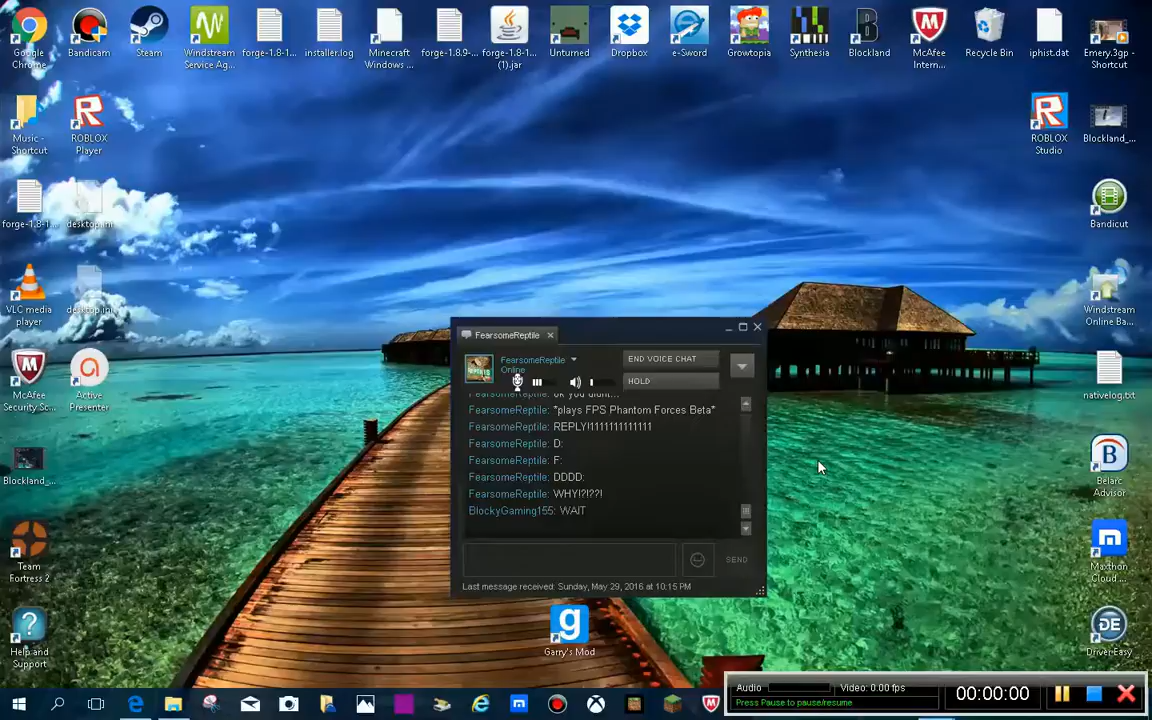 Google Chrome
Bandicam
Steam
Windstream Service Ag...
forge-1.8-1...
installer.log
Minecraft Windows ...
forge-1.8.9-...
forge-1.8-1... (1).jar
Unturned
Dropbox
e-Sword
Growtopia
Synthesia
Blockland
McAfee Intern...
Recycle Bin
iphist.dat
Emery.3gp - Shortcut
Music - Shortcut
ROBLOX Player
ROBLOX Studio
Blockland_...
forge-1.8-1...
desktop.ini
Bandicut
VLC media player
desktop.ini
Windstream Online Ba...
McAfee Security Sc...
Active Presenter
nativelog.txt
Blockland_...
Belarc Advisor
Team Fortress 2
Maxthon Cloud ...
Help and Support
DriverEasy
FearsomeReptile
FearsomeReptile
Online
END VOICE CHAT
HOLD
FearsomeReptile: ok you didnt...
FearsomeReptile: *plays FPS Phantom Forces Beta*
FearsomeReptile: REPLY!1111111111111
FearsomeReptile: D:
FearsomeReptile: F:
FearsomeReptile: DDDD:
FearsomeReptile: WHY!?!??!
BlockyGaming155: WAIT
SEND
Last message received: Sunday, May 29, 2016 at 10:15 PM
Garry's Mod
Audio
Video: 0.00 fps
Press Pause to pause/resume
00:00:00